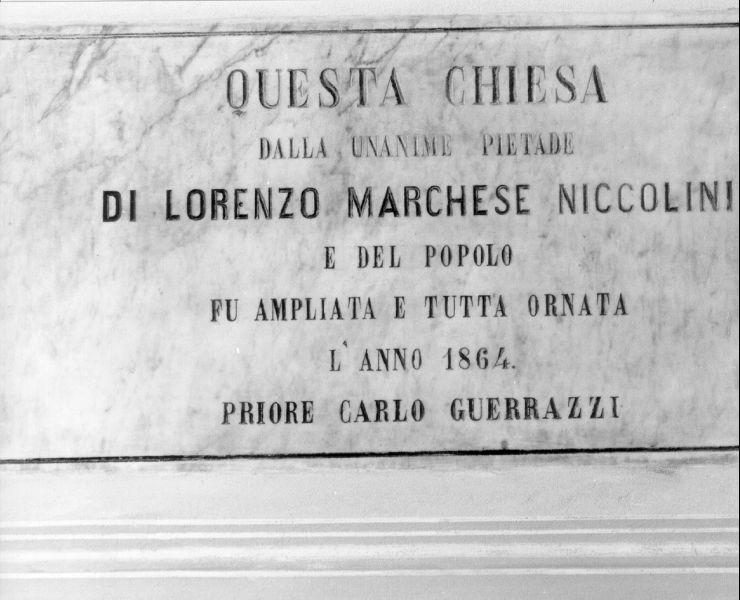 QUESTA CHIESA
DALLA UNANIME PIETADE
DI LORENZO MARCHESE NICCOLINI
E DEL POPOLO
FU AMPLIATA E TUTTA ORNATA
L'ANNO 1864.
PRIORE CARLO GUERRAZZI